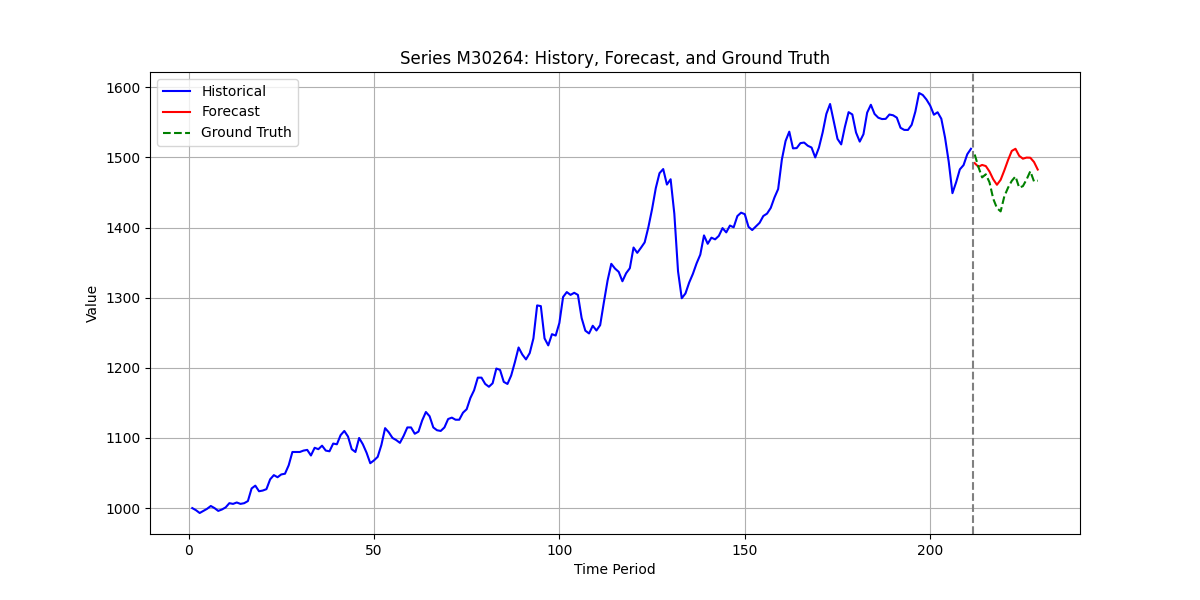 Series M30264: History, Forecast, and Ground Truth
Historical
Forecast
Ground Truth
1600
1500
1400
1300
1200
1100
1000
Value
0
50
100
150
200
Time Period